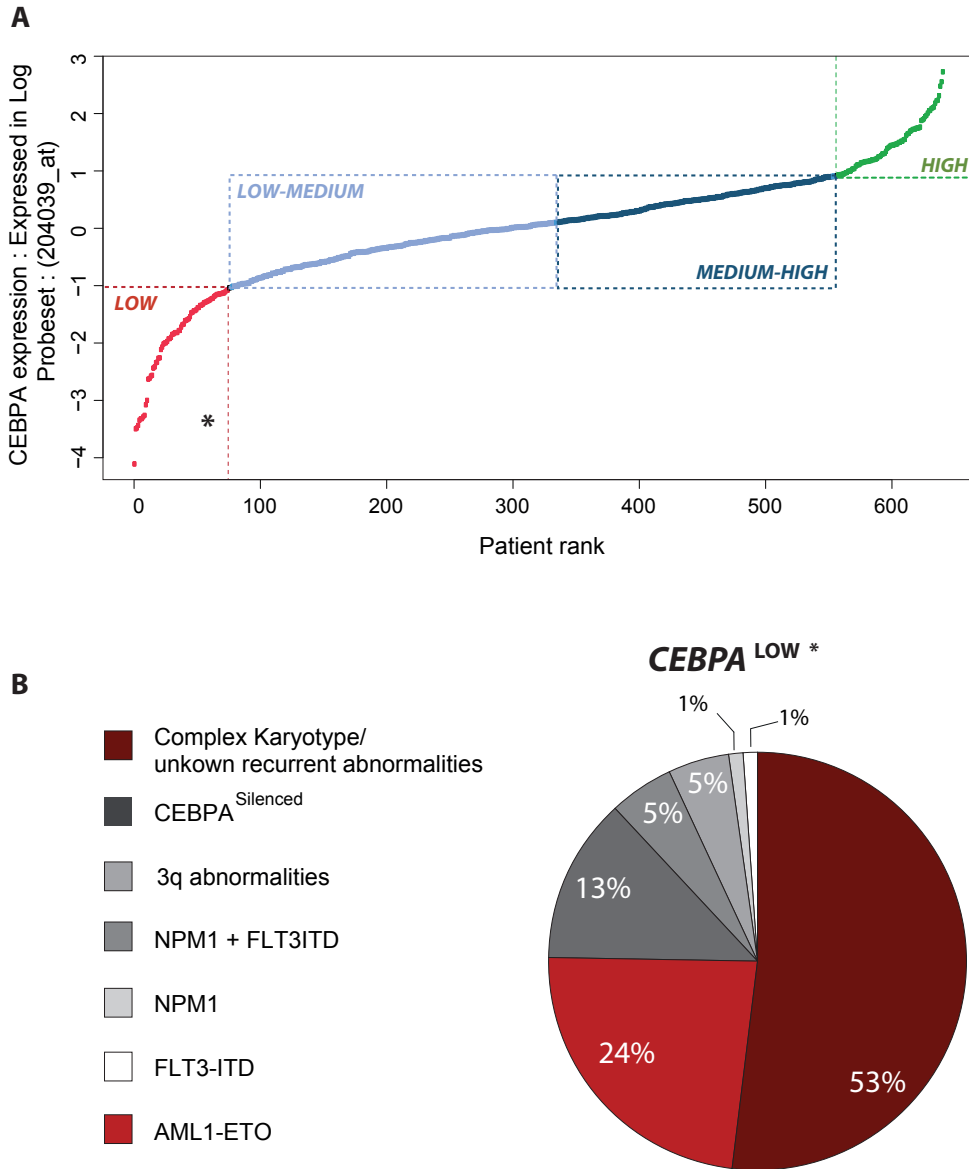 A
CEBPA expression : Expressed in Log
Probeset : (204039_at)
3
2
1
0
−1
−2
−3
−4
LOW-MEDIUM
HIGH
MEDIUM-HIGH
LOW
*
0
100
200
300
400
500
600
Patient rank
B
CEBPA LOW *
1%
1%
5%
5%
13%
24%
53%
Complex Karyotype/
unkown recurrent abnormalities
CEBPA Silenced
3q abnormalities
NPM1 + FLT3ITD
NPM1
FLT3-ITD
AML1-ETO